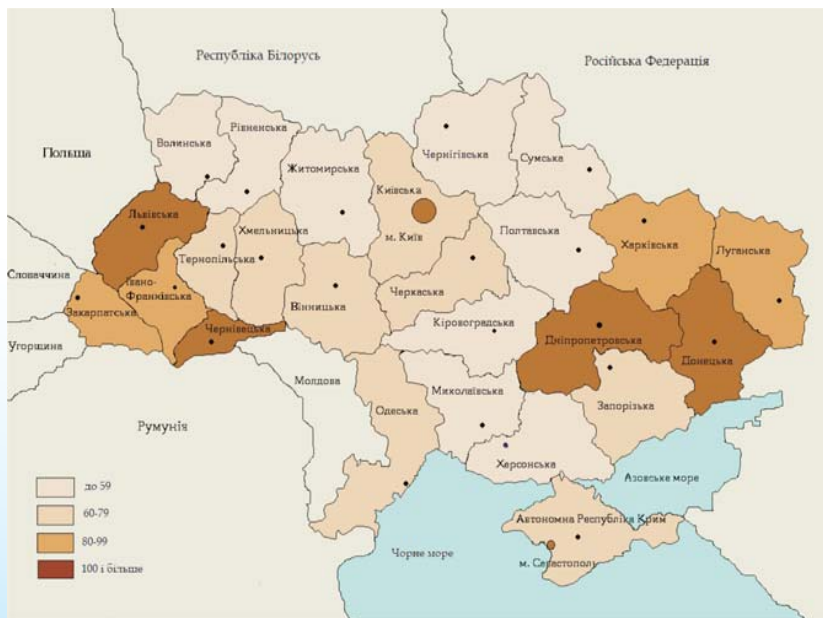 Республіка Білорусь
Російська Федерація
Польща
Словаччина
Угорщина
Румунія
Молдова
Волинська
Рівненська
Житомирська
Київська
м. Київ
Чернігівська
Сумська
Львівська
Тернопільська
Хмельницька
Вінницька
Черкаська
Полтавська
Харківська
Луганська
Івано-
Франківська
Закарпатська
Чернівецька
Кіровоградська
Дніпропетровська
Донецька
Одеська
Миколаївська
Запорізька
Херсонська
Азовське море
Автономна Республіка Крим
м. Севастополь
Чорне море
до 59
60-79
80-99
100 і більше